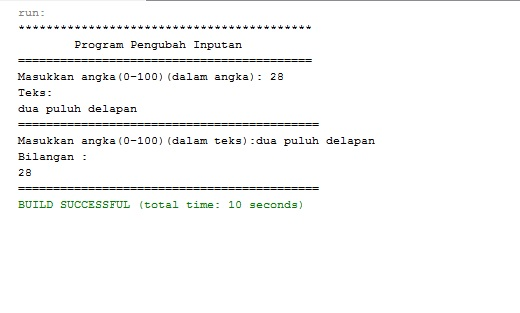 run:
******************************************
Program Pengubah Inputan
==========================================
Masukkan angka(0-100)(dalam angka): 28
Teks:
dua puluh delapan
===========================================
Masukkan angka(0-100)(dalam teks):dua puluh delapan
Bilangan :
28
===========================================
BUILD SUCCESSFUL (total time: 10 seconds)